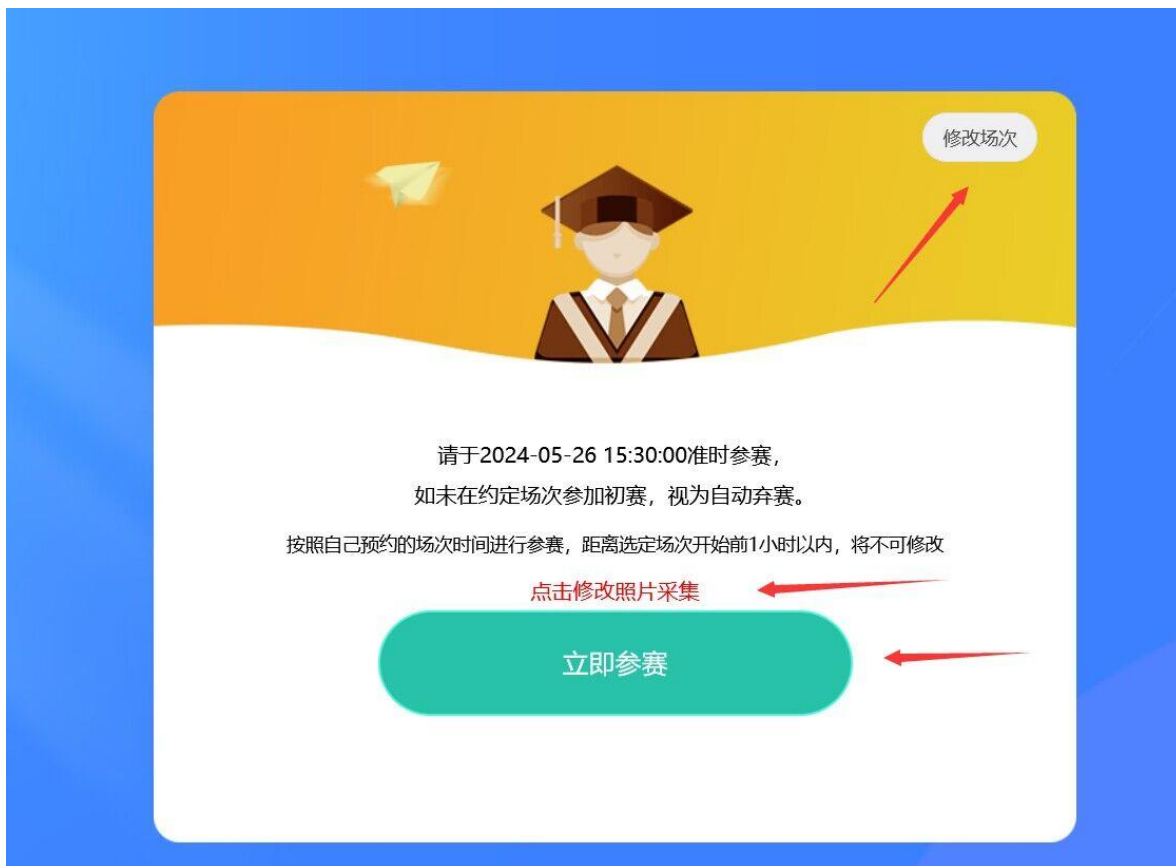 修改场次
请于2024-05-26 15:30:00准时参赛，
如未在约定场次参加初赛，视为自动弃赛。
按照自己预约的场次时间进行参赛，距离选定场次开始前1小时以内，将不可修改
点击修改照片采集
立即参赛